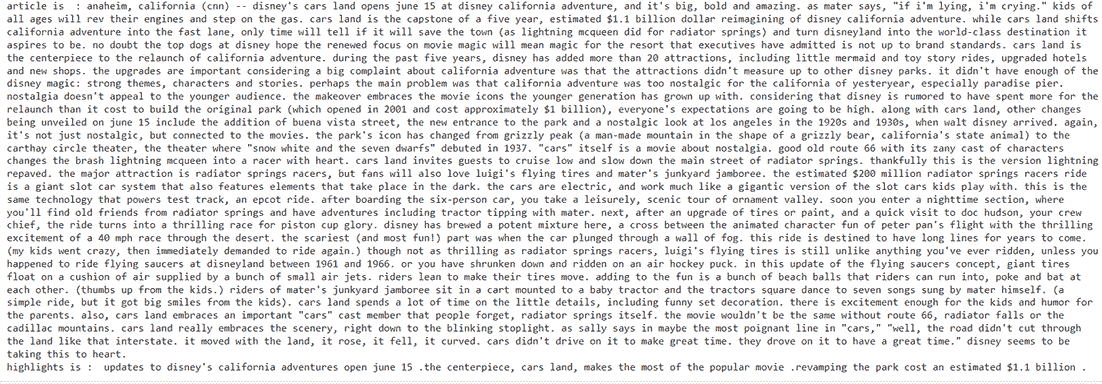 article is  : anaheim, california (cnn) -- disney's cars land opens june 15 at disney california adventure, and it's big, bold and amazing. as mater says, "if i'm lying, i'm crying." kids of
all ages will rev their engines and step on the gas. cars land is the capstone of a five year, estimated $1.1 billion dollar reimagining of disney california adventure. while cars land shifts
california adventure into the fast lane, only time will tell if it will save the town (as lightning mcqueen did for radiator springs) and turn disneyland into the world-class destination it
aspires to be. no doubt the top dogs at disney hope the renewed focus on movie magic will mean magic for the resort that executives have admitted is not up to brand standards. cars land is
the centerpiece to the relaunch of california adventure. during the past five years, disney has added more than 20 attractions, including little mermaid and toy story rides, upgraded hotels
and new shops. the upgrades are important considering a big complaint about california adventure was that the attractions didn't measure up to other disney parks. it didn't have enough of the
disney magic: strong themes, characters and stories. perhaps the main problem was that california adventure was too nostalgic for the california of yesteryear, especially paradise pier.
nostalgia doesn't appeal to the younger audience. the makeover embraces the movie icons the younger generation has grown up with. considering that disney is rumored to have spent more for the
relaunch than it cost to build the original park (which opened in 2001 and cost approximately $1 billion), everyone's expectations are going to be high. along with cars land, other changes
being unveiled on june 15 include the addition of buena vista street, the new entrance to the park and a nostalgic look at los angeles in the 1920s and 1930s, when walt disney arrived. again,
it's not just nostalgic, but connected to the movies. the park's icon has changed from grizzly peak (a man-made mountain in the shape of a grizzly bear, california's state animal) to the
carthay circle theater, the theater where "snow white and the seven dwarfs" debuted in 1937. "cars" itself is a movie about nostalgia. good old route 66 with its zany cast of characters
changes the brash lightning mcqueen into a racer with heart. cars land invites guests to cruise low and slow down the main street of radiator springs. thankfully this is the version lightning
repaved. the major attraction is radiator springs racers, but fans will also love luigi's flying tires and mater's junkyard jamboree. the estimated $200 million radiator springs racers ride
is a giant slot car system that also features elements that take place in the dark. the cars are electric, and work much like a gigantic version of the slot cars kids play with. this is the
same technology that powers test track, an epcot ride. after boarding the six-person car, you take a leisurely, scenic tour of ornament valley. soon you enter a nighttime section, where
you'll find old friends from radiator springs and have adventures including tractor tipping with mater. next, after an upgrade of tires or paint, and a quick visit to doc hudson, your crew
chief, the ride turns into a thrilling race for piston cup glory. disney has brewed a potent mixture here, a cross between the animated character fun of peter pan's flight with the thrilling
excitement of a 40 mph race through the desert. the scariest (and most fun!) part was when the car plunged through a wall of fog. this ride is destined to have long lines for years to come.
(my kids went crazy, then immediately demanded to ride again.) though not as thrilling as radiator springs racers, luigi's flying tires is still unlike anything you've ever ridden, unless you
happened to ride flying saucers at disneyland between 1961 and 1966. or you have shrunken down and ridden on an air hockey puck. in this update of the flying saucers concept, giant tires
float on a cushion of air supplied by a bunch of small air jets. riders lean to make their tires move. adding to the fun is a bunch of beach balls that riders can run into, poke and bat at
each other. (thumbs up from the kids.) riders of mater's junkyard jamboree sit in a cart mounted to a baby tractor and the tractors square dance to seven songs sung by mater himself. (a
simple ride, but it got big smiles from the kids). cars land spends a lot of time on the little details, including funny set decoration. there is excitement enough for the kids and humor for
the parents. also, cars land embraces an important "cars" cast member that people forget, radiator springs itself. the movie wouldn't be the same without route 66, radiator falls or the
cadillac mountains. cars land really embraces the scenery, right down to the blinking stoplight. as sally says in maybe the most poignant line in "cars," "well, the road didn't cut through
the land like that interstate. it moved with the land, it rose, it fell, it curved. cars didn't drive on it to make great time. they drove on it to have a great time." disney seems to be
taking this to heart.
highlights is :  updates to disney's california adventures open june 15 .the centerpiece, cars land, makes the most of the popular movie .revamping the park cost an estimated $1.1 billion .